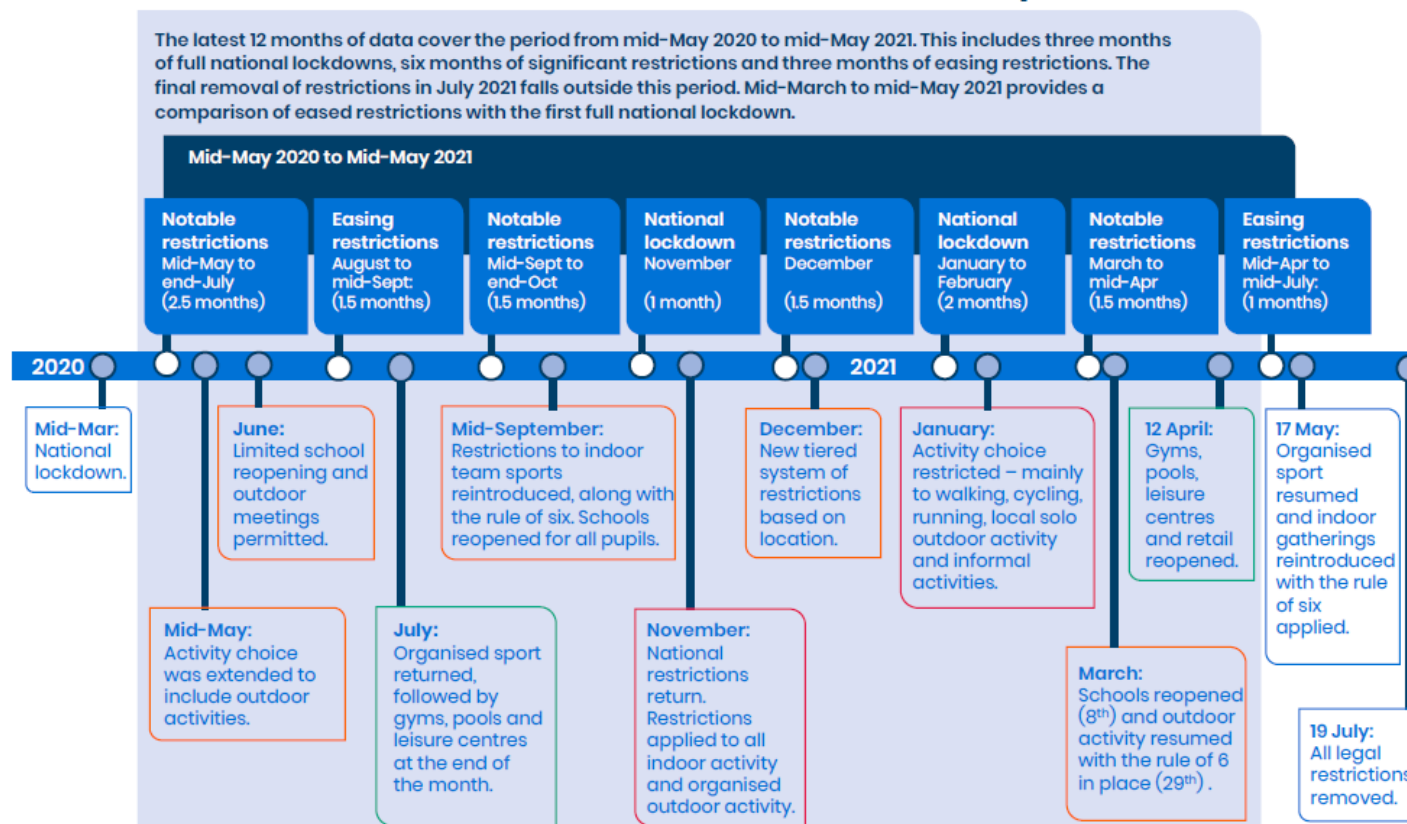 The latest 12 months of data cover the period from mid-May 2020 to mid-May 2021. This includes three months
of full national lockdowns, six months of significant restrictions and three months of easing restrictions. The
final removal of restrictions in July 2021 falls outside this period. Mid-March to mid-May 2021 provides a
comparison of eased restrictions with the first full national lockdown.
Mid-May 2020 to Mid-May 2021
Notable
restrictions
Mid-May to
end-July
(2.5 months)
Easing
restrictions
August to
mid-Sept:
(1.5 months)
Notable
restrictions
Mid-Sept to
end-Oct
(1.5 months)
National
lockdown
November
(1 month)
Notable
restrictions
December
(1.5 months)
National
lockdown
January to
February
(2 months)
Notable
restrictions
March to
mid-Apr
(1.5 months)
Easing
restrictions
Mid-Apr to
mid-July:
(1 months)
2020
2021
Mid-Mar:
National
lockdown.
June:
Limited school
reopening and
outdoor
meetings
permitted.
Mid-September:
Restrictions to indoor
team sports
reintroduced, along with
the rule of six. Schools
reopened for all pupils.
December:
New tiered
system of
restrictions
based on
location.
January:
Activity choice
restricted – mainly
to walking, cycling,
running, local solo
outdoor activity
and informal
activities.
12 April:
Gyms,
pools,
leisure
centres
and retail
reopened.
17 May:
Organised
sport
resumed
and indoor
gatherings
reintroduced
with the rule
of six
applied.
Mid-May:
Activity choice
was extended to
include outdoor
activities.
July:
Organised sport
returned,
followed by
gyms, pools and
leisure centres
at the end of
the month.
November:
National
restrictions
return.
Restrictions
applied to all
indoor activity
and organised
outdoor activity.
March:
Schools reopened
(8th) and outdoor
activity resumed
with the rule of 6
in place (29th) .
19 July:
All legal
restrictions
removed.